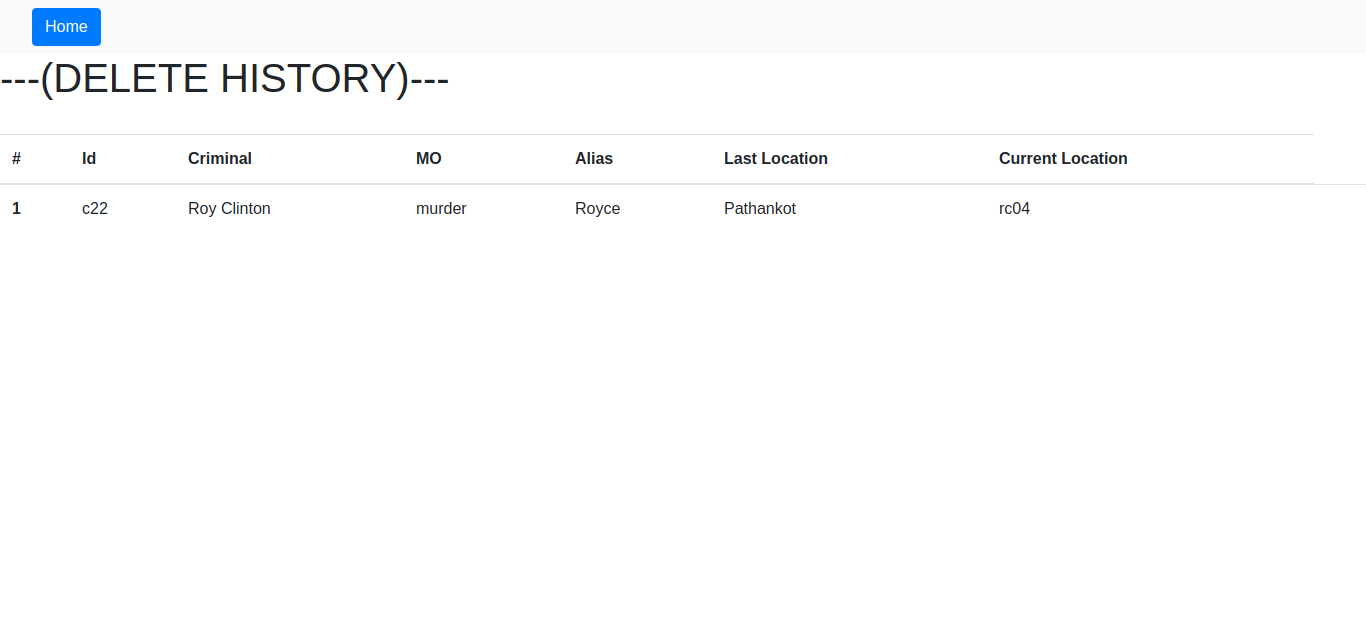 Home
---(DELETE HISTORY)---
# Id Criminal MO Alias Last Location Current Location
1 c22 Roy Clinton murder Royce Pathankot rc04